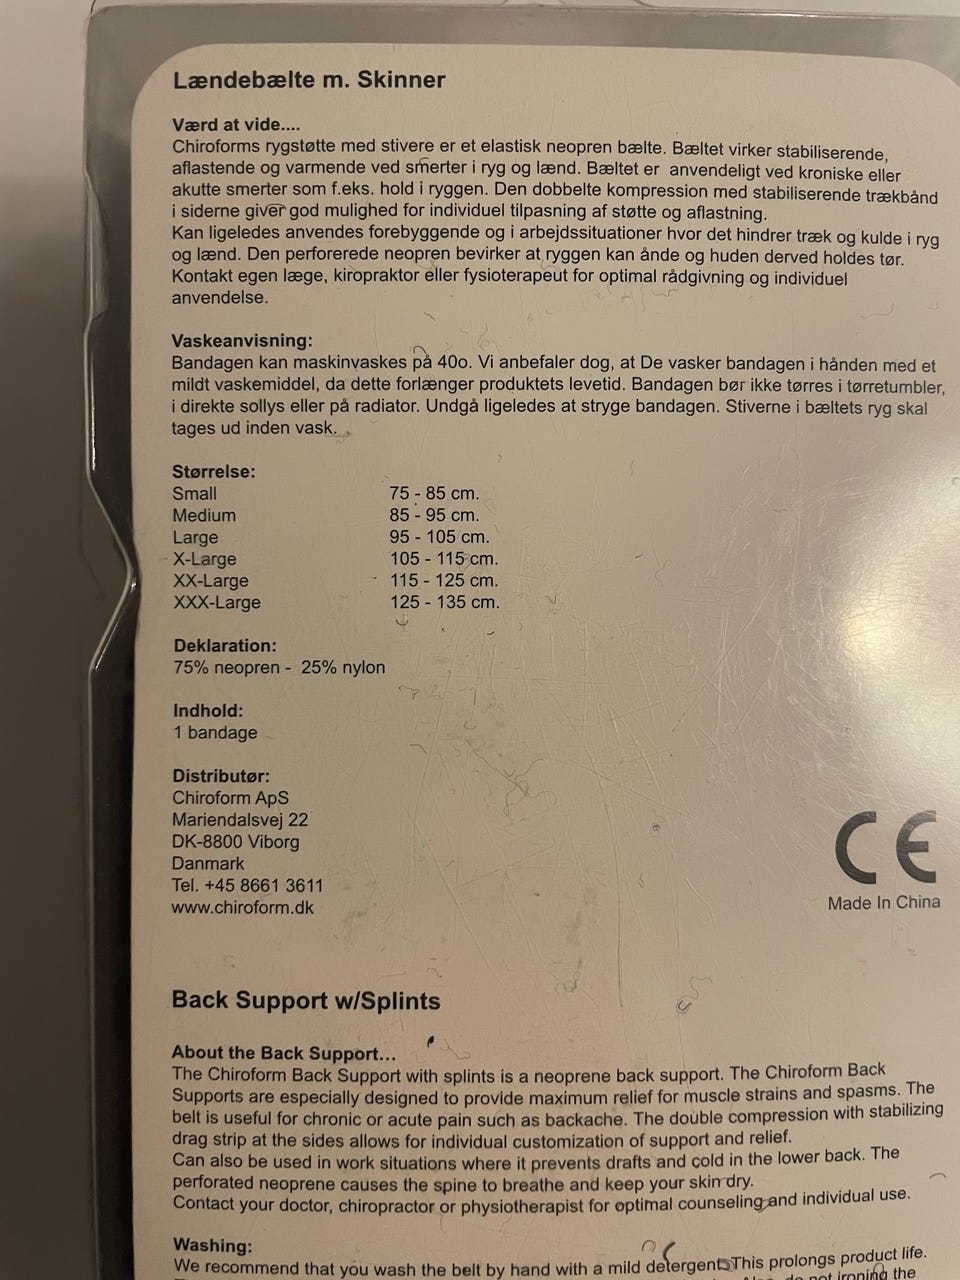 Lændebælte m. Skinner
Værd at vide....
Chiroforms rygstøtte med stivere er et elastisk neopren bælte. Bæltet virker stabiliserende,
aflastende og varmende ved smerter i ryg og lænd. Bæltet er anvendeligt ved kroniske eller
akutte smerter som f.eks. hold i ryggen. Den dobbelte kompression med stabiliserende trækbånd
i siderne giver god mulighed for individuel tilpasning af støtte og aflastning.
Kan ligeledes anvendes forebyggende og i arbejdssituationer hvor det hindrer træk og kulde i ryg
og lænd. Den perforerede neopren bevirker at ryggen kan ånde og huden derved holdes tør.
Kontakt egen læge, kiropraktor eller fysioterapeut for optimal rådgivning og individuel
anvendelse.
Vaskeanvisning:
Bandagen kan maskinvaskes på 40o. Vi anbefaler dog, at De vasker bandagen i hånden med et
mildt vaskemiddel, da dette forlænger produktets levetid. Bandagen bør ikke tørres i tørretumbler,
i direkte sollys eller på radiator. Undgå ligeledes at stryge bandagen. Stiverne i bæltets ryg skal
tages ud inden vask.
Størrelse:
Small 75 - 85 cm.
Medium 85 - 95 cm.
Large 95 - 105 cm.
X-Large 105 - 115 cm.
XX-Large 115 - 125 cm.
XXX-Large 125 - 135 cm.
Deklaration:
75% neopren - 25% nylon
Indhold:
1 bandage
Distributør:
Chiroform ApS
Mariendalsvej 22
DK-8800 Viborg
Danmark
Tel. +45 8661 3611
www.chiroform.dk
CE
Made In China
Back Support w/Splints
About the Back Support...
The Chiroform Back Support with splints is a neoprene back support. The Chiroform Back
Supports are especially designed to provide maximum relief for muscle strains and spasms. The
belt is useful for chronic or acute pain such as backache. The double compression with stabilizing
drag strip at the sides allows for individual customization of support and relief.
Can also be used in work situations where it prevents drafts and cold in the lower back. The
perforated neoprene causes the spine to breathe and keep your skin dry.
Contact your doctor, chiropractor or physiotherapist for optimal counseling and individual use.
Washing:
We recommend that you wash the belt by hand with a mild detergent. This prolongs product life.
not ironing the